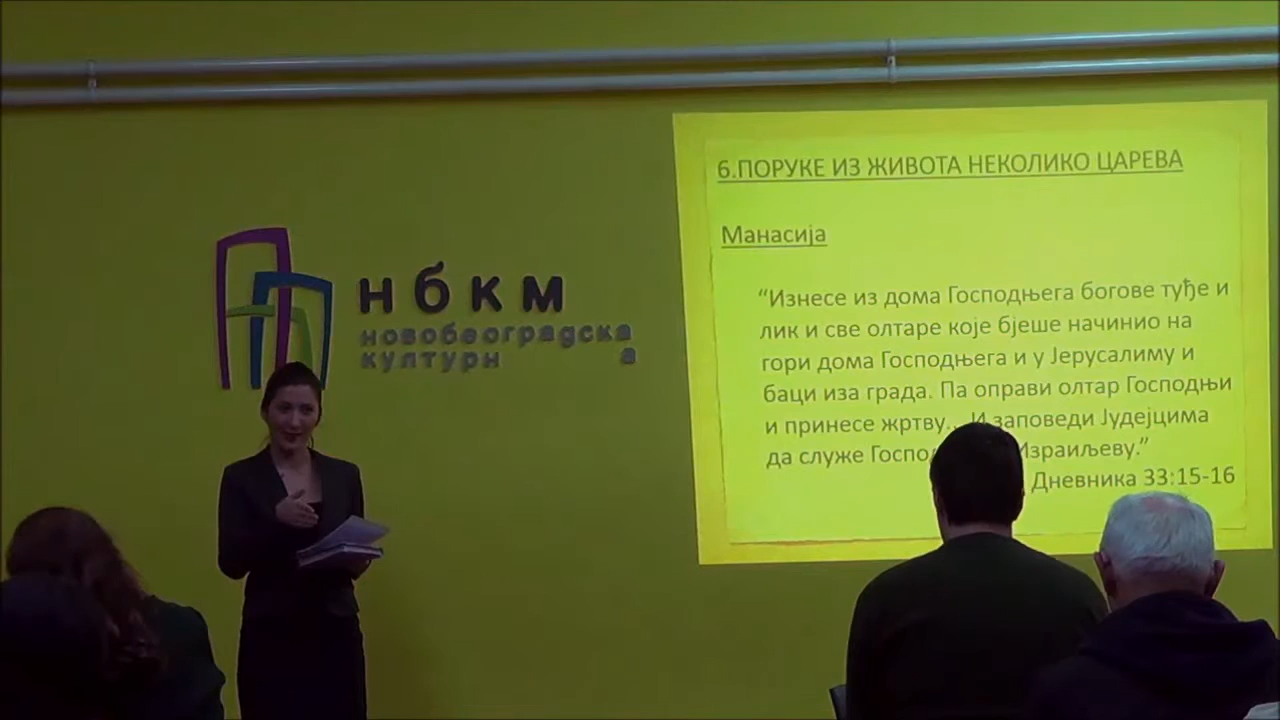 нбкм
новобеоградска
културн а
6.ПОРУКЕ ИЗ ЖИВОТА НЕКОЛИКО ЦАРЕВА
Манасија
“Изнесе из дома Господњега богове туђе и
лик и све олтаре које бјеше начинио на
гори дома Господњега и у Јерусалиму и
баци иза града. Па оправи олтар Господњи
и принесе жртву... И заповеди Јудејцима
да служе Израиљеву.”
Дневника 33:15-16